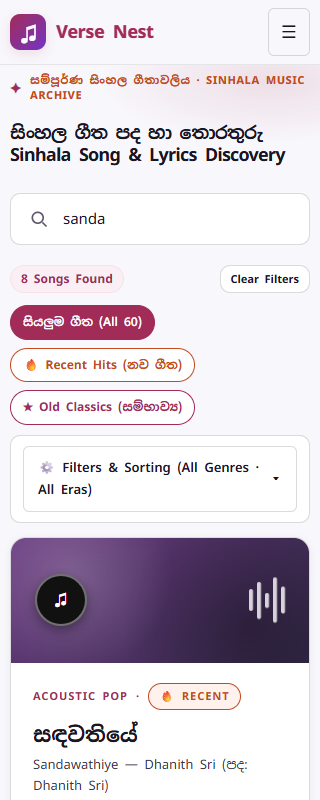 Verse Nest
සම්පූර්ණ සිංහල ගීතාවලිය · SINHALA MUSIC
ARCHIVE
සිංහල ගීත පද හා තොරතුරු
Sinhala Song & Lyrics Discovery
sanda
8 Songs Found
Clear Filters
සියලුම ගීත (All 60)
🔥 Recent Hits (නව ගීත)
★ Old Classics (සම්භාව්‍ය)
⚙️ Filters & Sorting (All Genres ·
All Eras)
ACOUSTIC POP · 🔥 RECENT
සඳවතියේ
Sandawathiye — Dhanith Sri (පද:
Dhanith Sri)